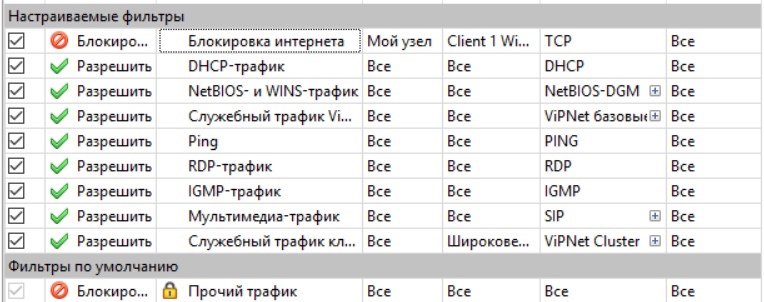 Настраиваемые фильтры
Блокиро... Блокировка интернета Мой узел Client 1 Wi... TCP Все
Разрешить DHCP-трафик Все Все DHCP Все
Разрешить NetBIOS- и WINS-трафик Все Все NetBIOS-DGM Все
Разрешить Служебный трафик Vi... Все Все ViPNet базовые Все
Разрешить Ping Все Все PING Все
Разрешить RDP-трафик Все Все RDP Все
Разрешить IGMP-трафик Все Все IGMP Все
Разрешить Мультимедиа-трафик Все Все SIP Все
Разрешить Служебный трафик кл... Все Широкове... ViPNet Cluster Все
Фильтры по умолчанию
Блокиро... Прочий трафик Все Все Все Все